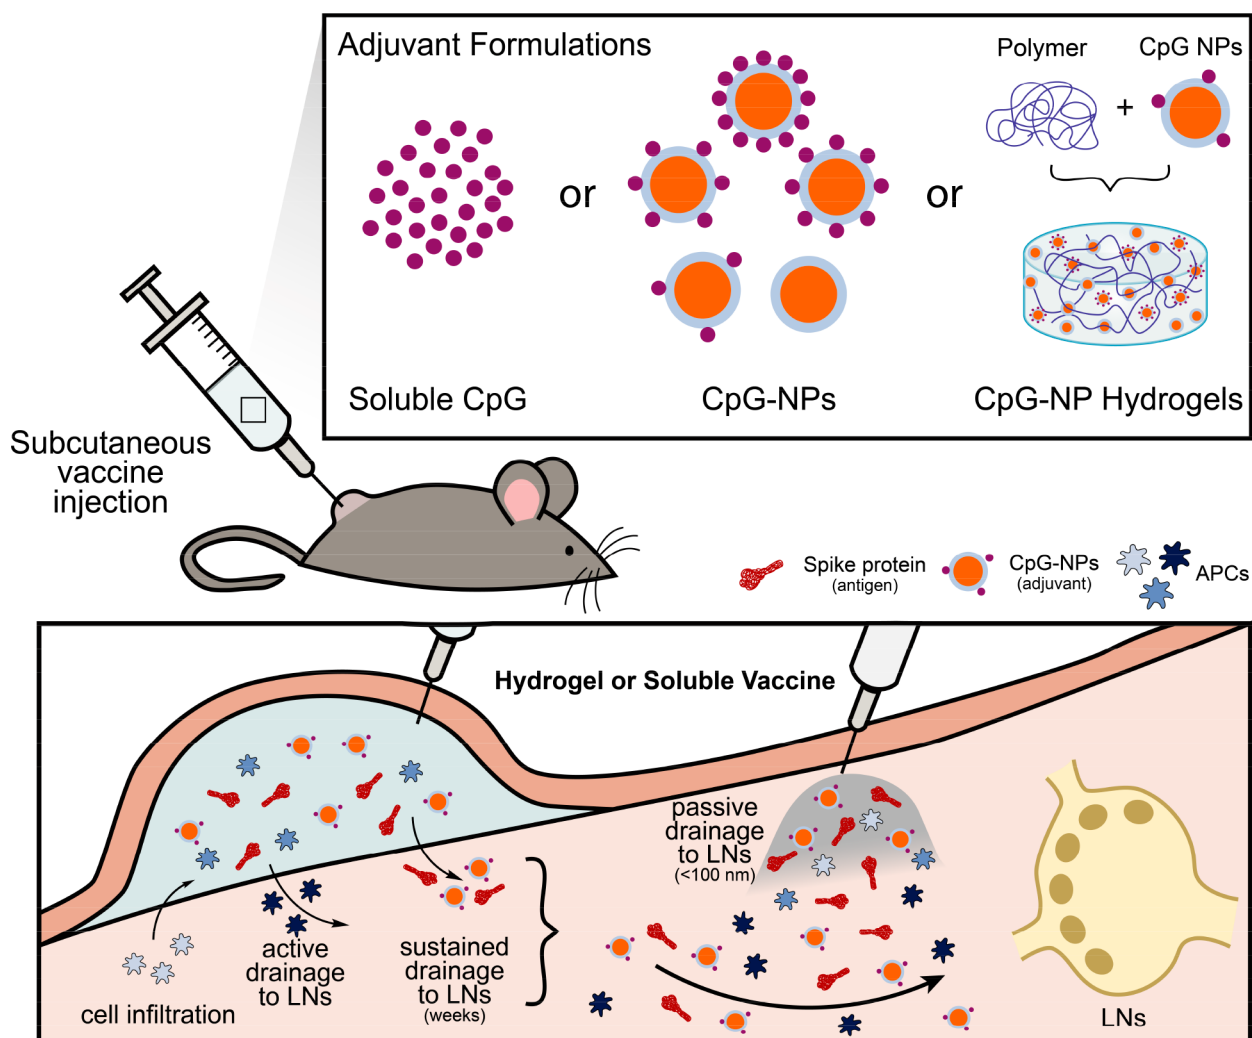 Adjuvant Formulations
Polymer
CpG NPs
+
or
or
Soluble CpG
CpG-NPs
CpG-NP Hydrogels
Subcutaneous
vaccine
injection
Spike protein
(antigen)
CpG-NPs
(adjuvant)
APCs
Hydrogel or Soluble Vaccine
passive
drainage
to LNs
(<100 nm)
cell infiltration
active
drainage
to LNs
sustained
drainage
to LNs
(weeks)
LNs